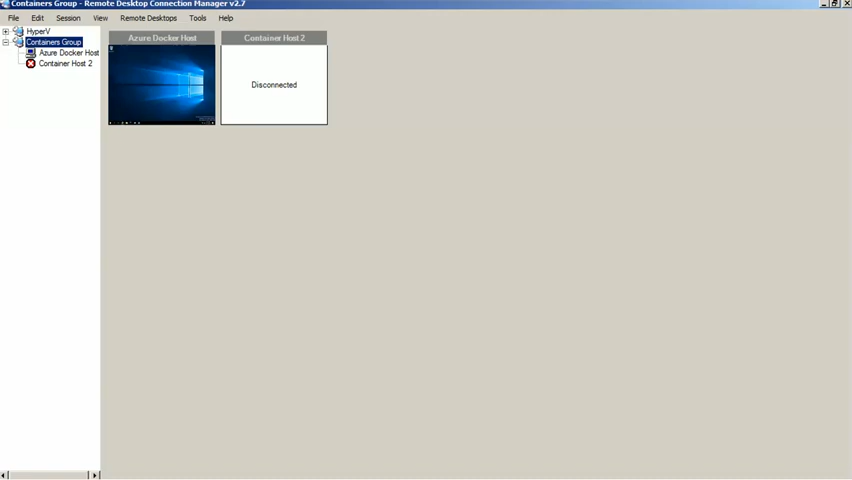 Containers Group - Remote Desktop Connection Manager v2.7
File Edit Session View Remote Desktops Tools Help
HyperV
Containers Group
Azure Docker Host
Container Host 2
Azure Docker Host
Container Host 2
Disconnected